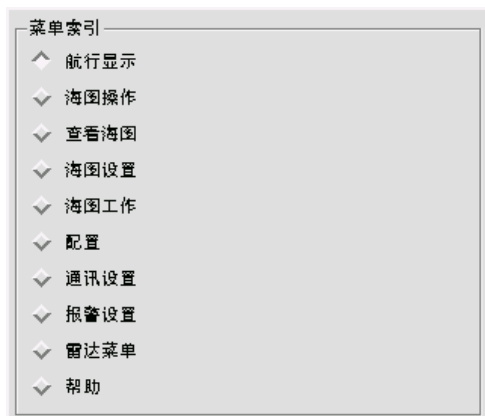 菜单索引
航行显示
海图操作
查看海图
海图设置
海图工作
配置
通讯设置
报警设置
雷达菜单
帮助